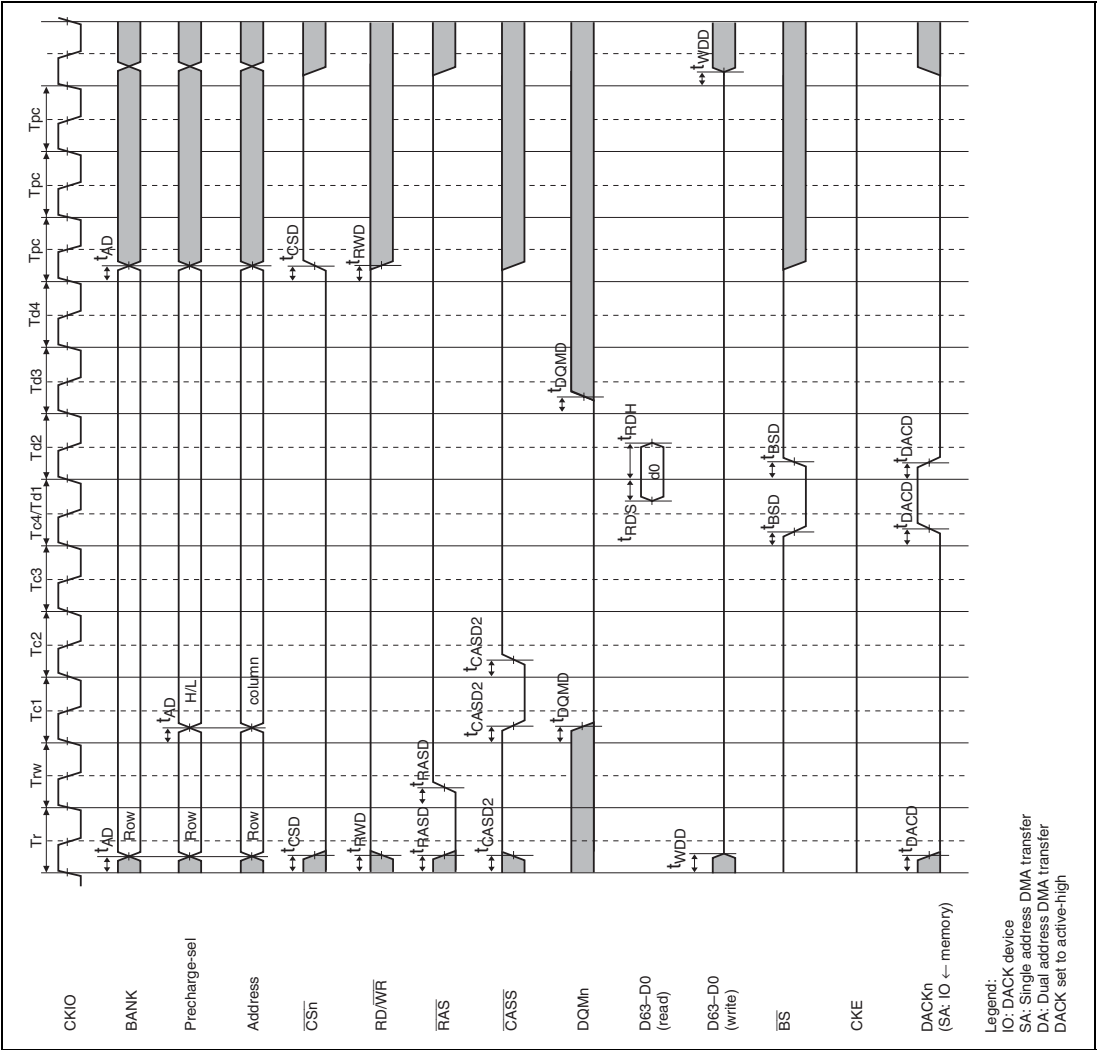 Tr
Trw
Tc1
Tc2
Tc3
Tc4/Td1
Td2
Td3
Td4
Tpc
Tpc
Tpc
CKIO
BANK
tAD
Row
tAD
Precharge-sel
Row
tAD
H/L
Address
Row
column
CSn
tCSD
tCSD
RD/WR
tRWD
tRWD
RAS
tRASD
tRASD
CASS
tCASD2
tCASD2
tCASD2
DQMn
tDQMD
tDQMD
D63–D0
(read)
tRDS
d0
tRDH
D63–D0
(write)
tWDD
tWDD
BS
tBSD
tBSD
CKE
DACKn
(SA: IO ← memory)
tDACD
tDACD
tDACD
Legend:
IO: DACK device
SA: Single address DMA transfer
DA: Dual address DMA transfer
DACK set to active-high